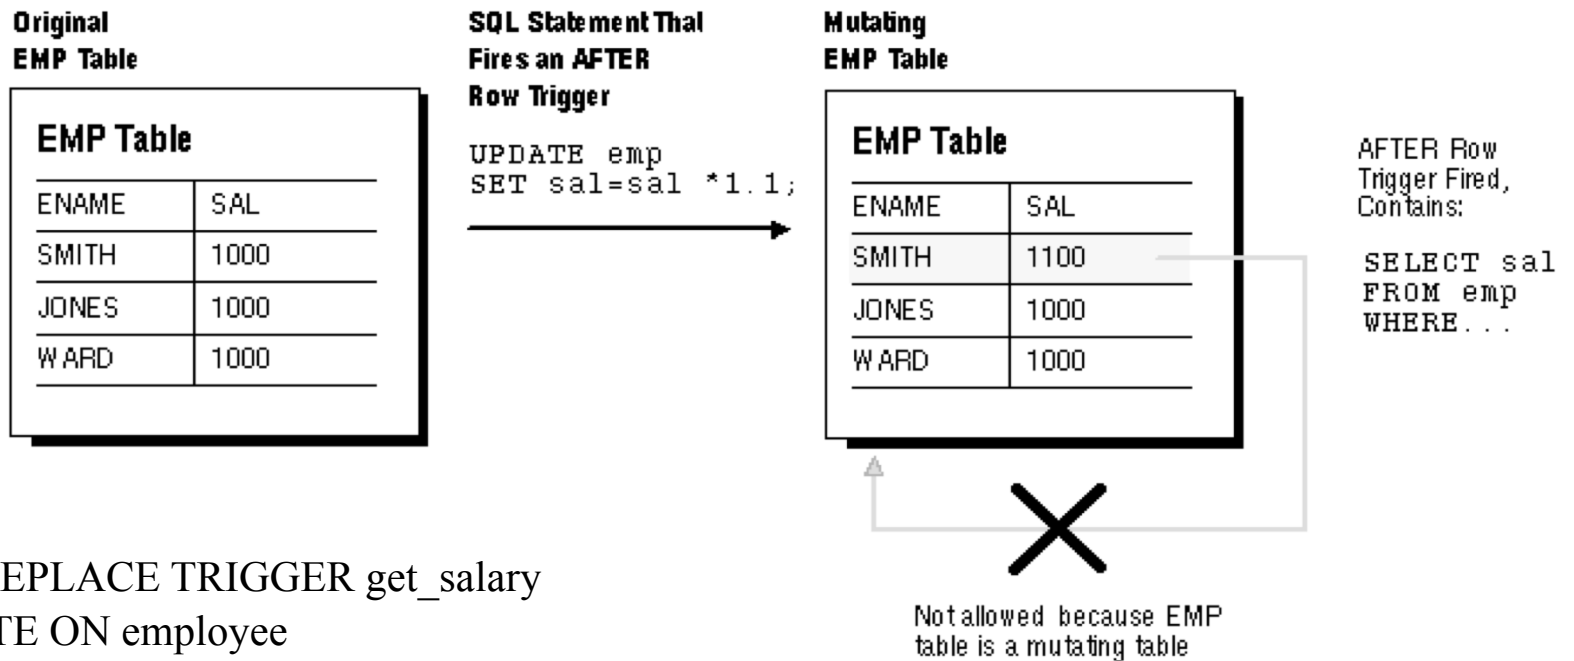 Original
EMP Table
EMP Table
ENAME SAL
SMITH 1000
JONES 1000
WARD 1000
SQL Statement Thal
Fires an AFTER
Row Trigger
UPDATE emp
SET sal=sal *1.1;
Mutating
EMP Table
EMP Table
ENAME SAL
SMITH 1100
JONES 1000
WARD 1000
AFTER Row
Trigger Fired,
Contains:
SELECT sal
FROM emp
WHERE...
Not allowed because EMP
table is a mutating table
EPLACE TRIGGER get_salary
TE ON employee